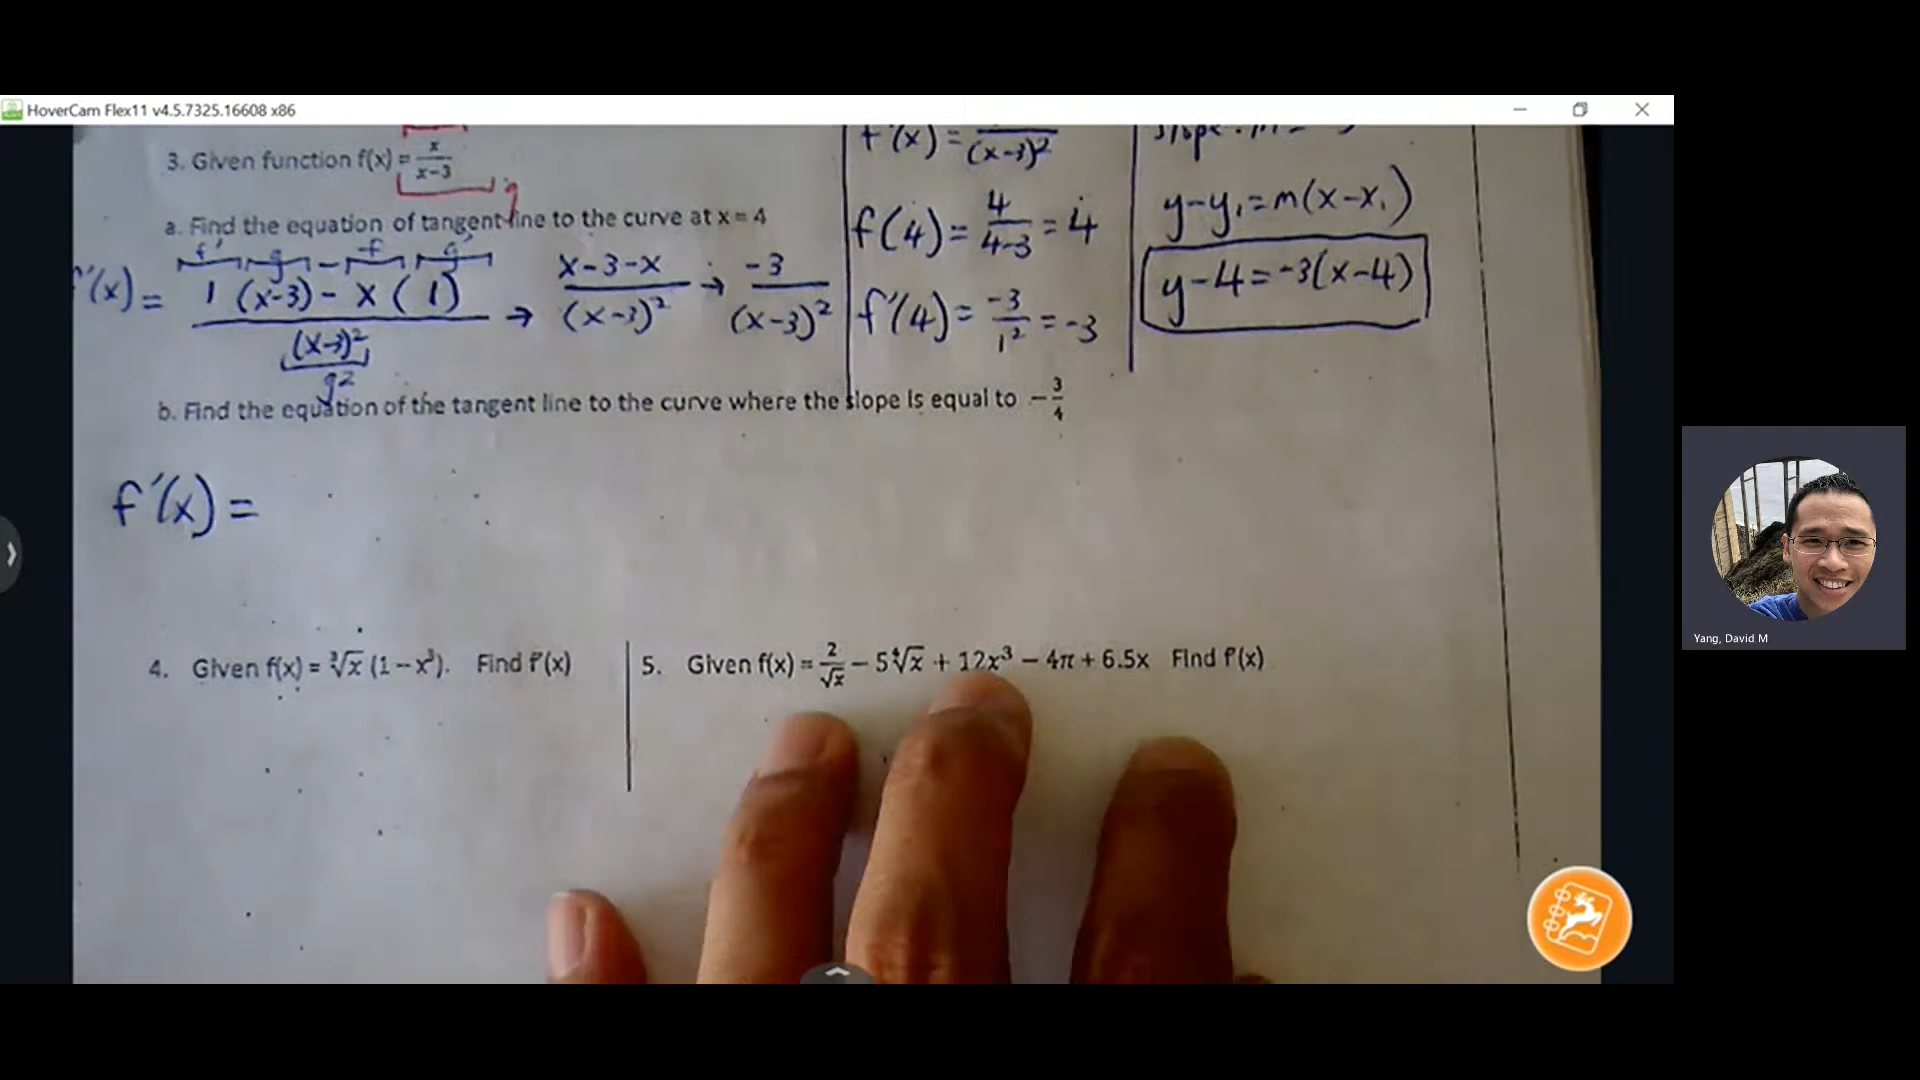 HoverCam Flex11 v4.5.7325.16608 x86
3. Given function f(x) = x/(x-3)
g
a. Find the equation of tangent line to the curve at x = 4
f' g - f g'
f'(x) = 1 (x-3) - x (1) / (x-3)² → x-3-x / (x-3)² → -3 / (x-3)²
g²
f'(x) = / (x-3)²
f(4) = 4/(4-3) = 4
f'(4) = -3/1² = -3
slope: m =
y-y₁=m(x-x₁)
y-4=-3(x-4)
b. Find the equation of the tangent line to the curve where the slope is equal to -3/4
f'(x) =
4. Given f(x) = ∛x (1 – x³). Find f'(x)
5. Given f(x) = 2/√x – 5∜x + 12x³ – 4π + 6.5x Find f'(x)
Yang, David M